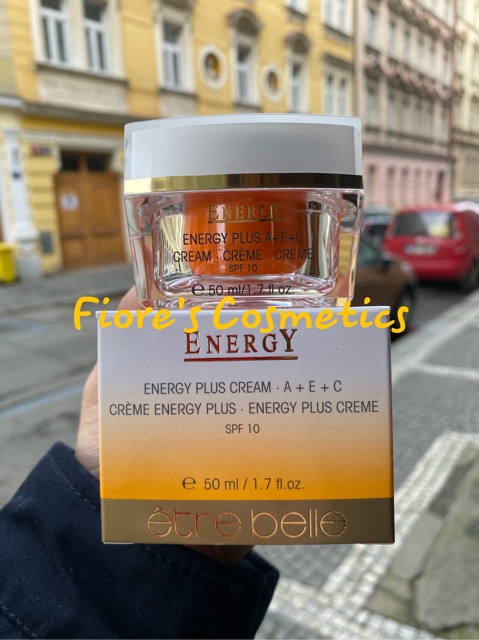 ENERGY
ENERGY PLUS A+E+C
CREAM · CRÈME · CREME
SPF 10
℮ 50 ml/1.7 fl.oz.
Fiore's Cosmetics
ENERGY
ENERGY PLUS CREAM · A + E + C
CRÈME ENERGY PLUS · ENERGY PLUS CREME
SPF 10
℮ 50 ml / 1.7 fl.oz.
être belle